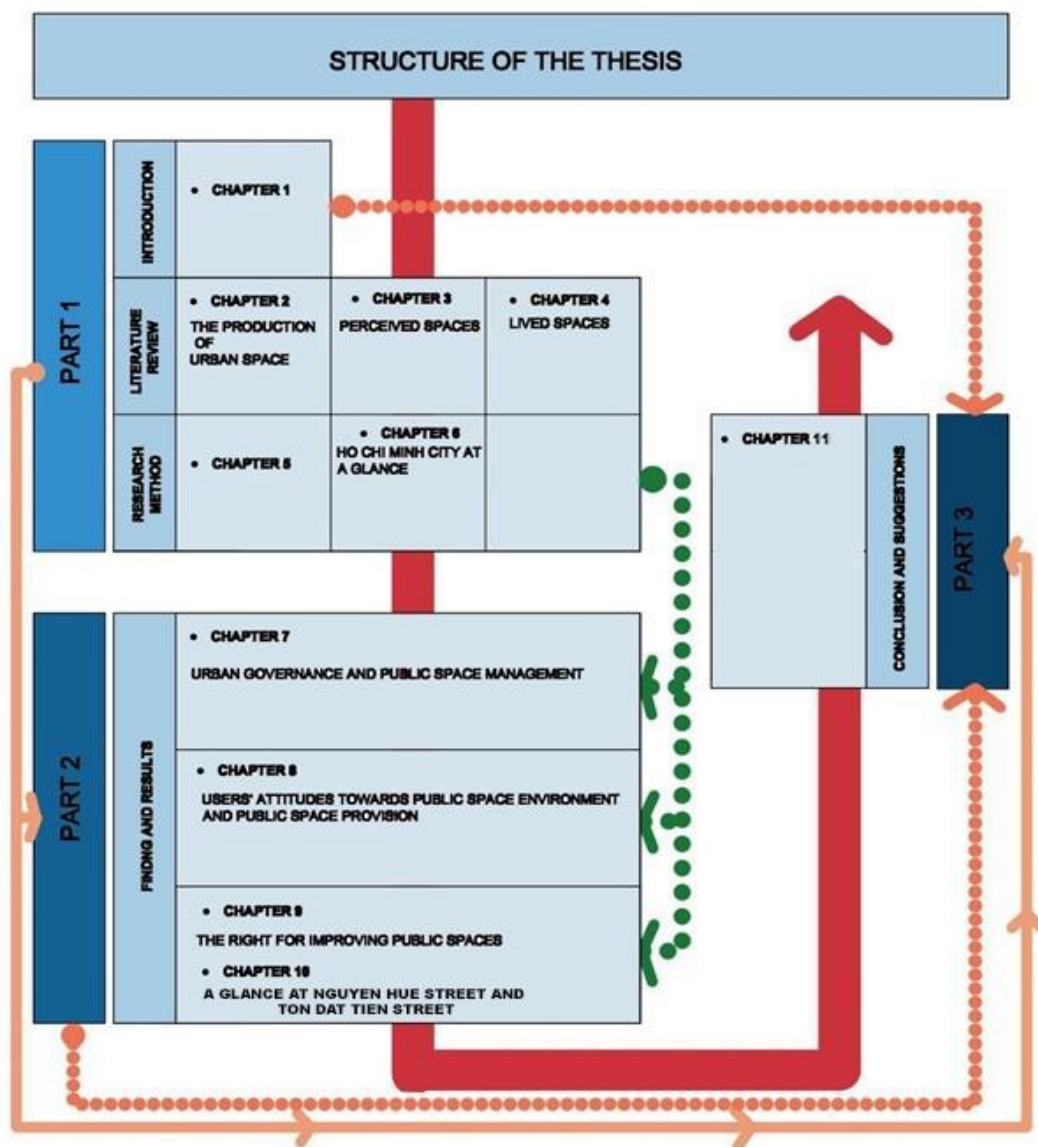 STRUCTURE OF THE THESIS
PART 1
INTRODUCTION
• CHAPTER 1
LITERATURE
REVIEW
• CHAPTER 2
THE PRODUCTION
OF
URBAN SPACE
• CHAPTER 3
PERCEIVED SPACES
• CHAPTER 4
LIVED SPACES
RESEARCH
METHOD
• CHAPTER 5
• CHAPTER 6
HO CHI MINH CITY AT
A GLANCE
• CHAPTER 11
CONCLUSION AND SUGGESTIONS
PART 3
PART 2
FINDNG AND RESULTS
• CHAPTER 7
URBAN GOVERNANCE AND PUBLIC SPACE MANAGEMENT
• CHAPTER 8
USERS' ATTITUDES TOWARDS PUBLIC SPACE ENVIRONMENT
AND PUBLIC SPACE PROVISION
• CHAPTER 9
THE RIGHT FOR IMPROVING PUBLIC SPACES
• CHAPTER 10
A GLANCE AT NGUYEN HUE STREET AND
TON DAT TIEN STREET